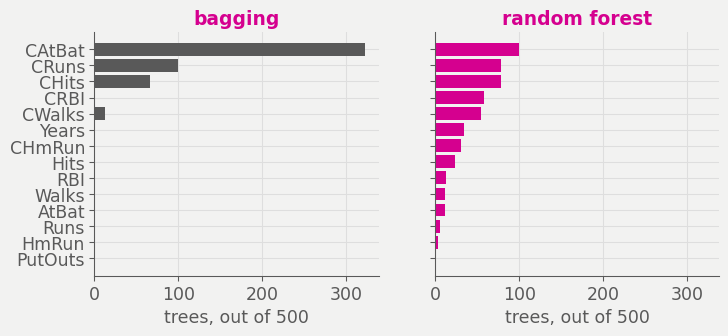 bagging
random forest
CAtBat
CRuns
CHits
CRBI
CWalks
Years
CHmRun
Hits
RBI
Walks
AtBat
Runs
HmRun
PutOuts
0 100 200 300
0 100 200 300
trees, out of 500
trees, out of 500